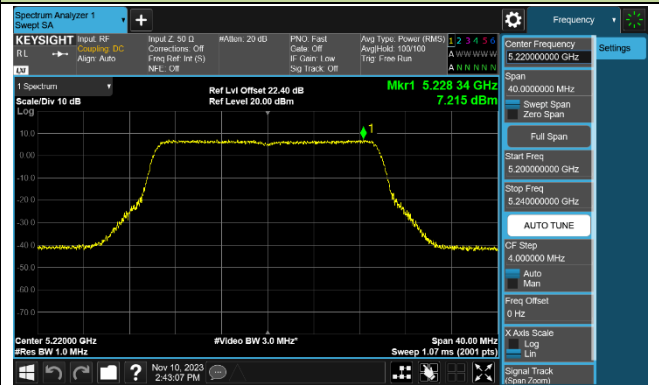 Spectrum Analyzer 1
Swept SA
Frequency
KEYSIGHT Input: RF
RL
Coupling: DC
Align: Auto
LXI
Input Z: 50 Ω
Corrections: Off
Freq Ref: Int (S)
NFE: Off
#Atten: 20 dB
PNO: Fast
Gate: Off
IF Gain: Low
Sig Track: Off
Avg Type: Power (RMS)
Avg|Hold: 100/100
Trig: Free Run
1 2 3 4 5 6
A W W W W W
A N N N N N
1 Spectrum
Scale/Div 10 dB
Log
Ref Lvl Offset 22.40 dB
Ref Level 20.00 dBm
Mkr1 5.228 34 GHz
7.215 dBm
1
10.0
0.00
-10.0
-20.0
-30.0
-40.0
-50.0
-60.0
-70.0
Center 5.22000 GHz
#Res BW 1.0 MHz
#Video BW 3.0 MHz*
Span 40.00 MHz
Sweep 1.07 ms (2001 pts)
Nov 10, 2023
2:43:07 PM
Center Frequency
5.220000000 GHz
Settings
Span
40.0000000 MHz
Swept Span
Zero Span
Full Span
Start Freq
5.200000000 GHz
Stop Freq
5.240000000 GHz
AUTO TUNE
CF Step
4.000000 MHz
Auto
Man
Freq Offset
0 Hz
X Axis Scale
Log
Lin
Signal Track
(Span Zoom)